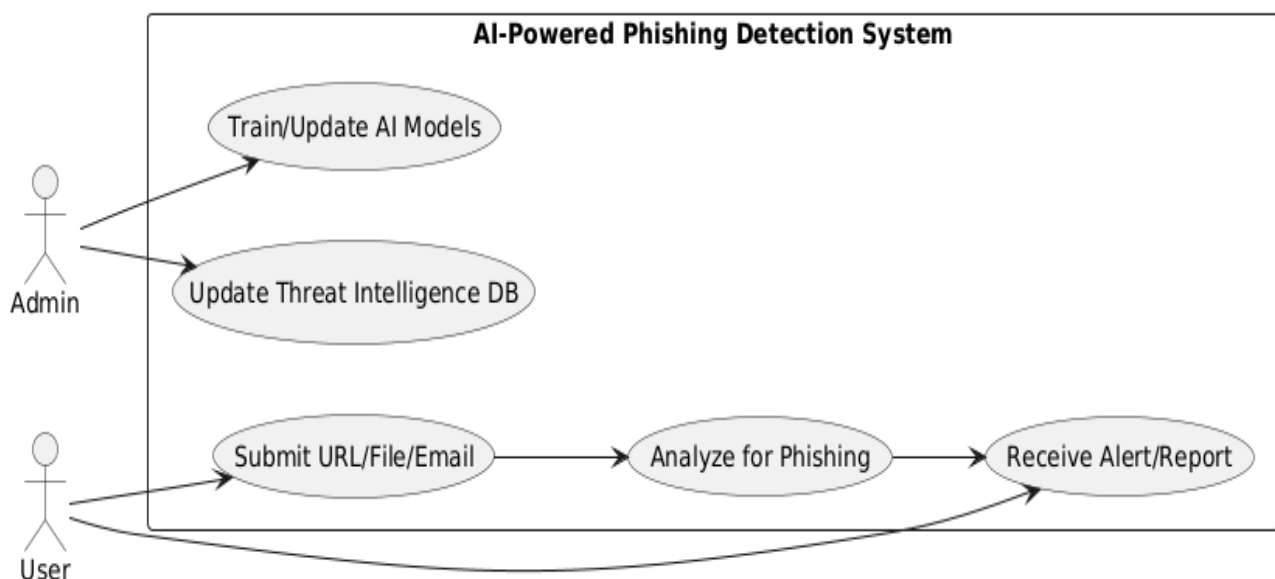 AI-Powered Phishing Detection System
Train/Update AI Models
Admin
Update Threat Intelligence DB
Submit URL/File/Email
Analyze for Phishing
Receive Alert/Report
User